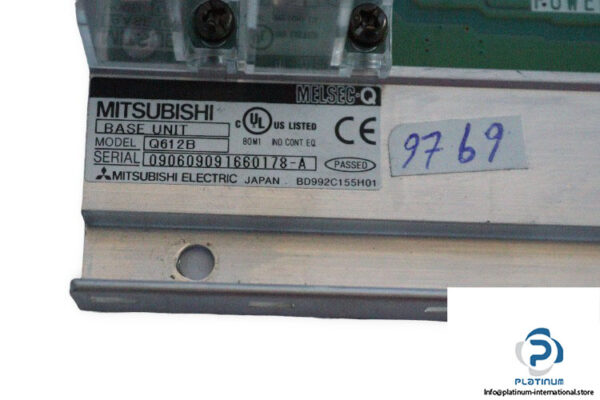 POWE
MELSEC-Q
MITSUBISHI
BASE UNIT
MODEL Q612B
C UL US LISTED
80M1 IND CONT EQ.
CE
SERIAL 090609091660178-A
PASSED
MITSUBISHI ELECTRIC JAPAN BD992C155H01
9769
PLATINUM
Info@platinum-international.store